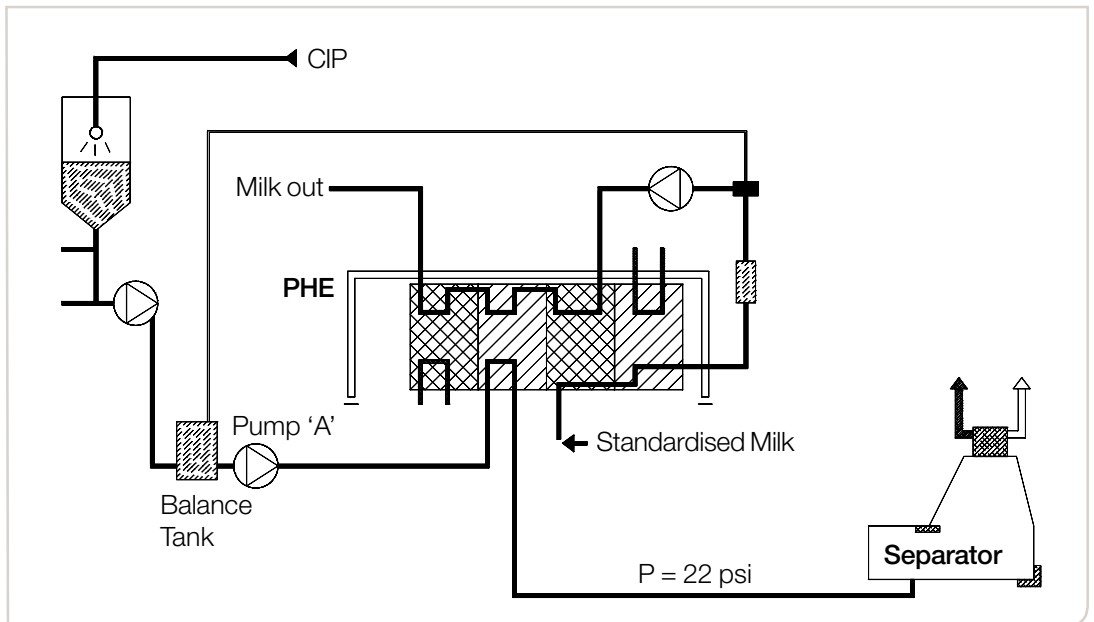 CIP
Milk out
PHE
Pump ‘A’
Standardised Milk
Balance
Tank
Separator
P = 22 psi